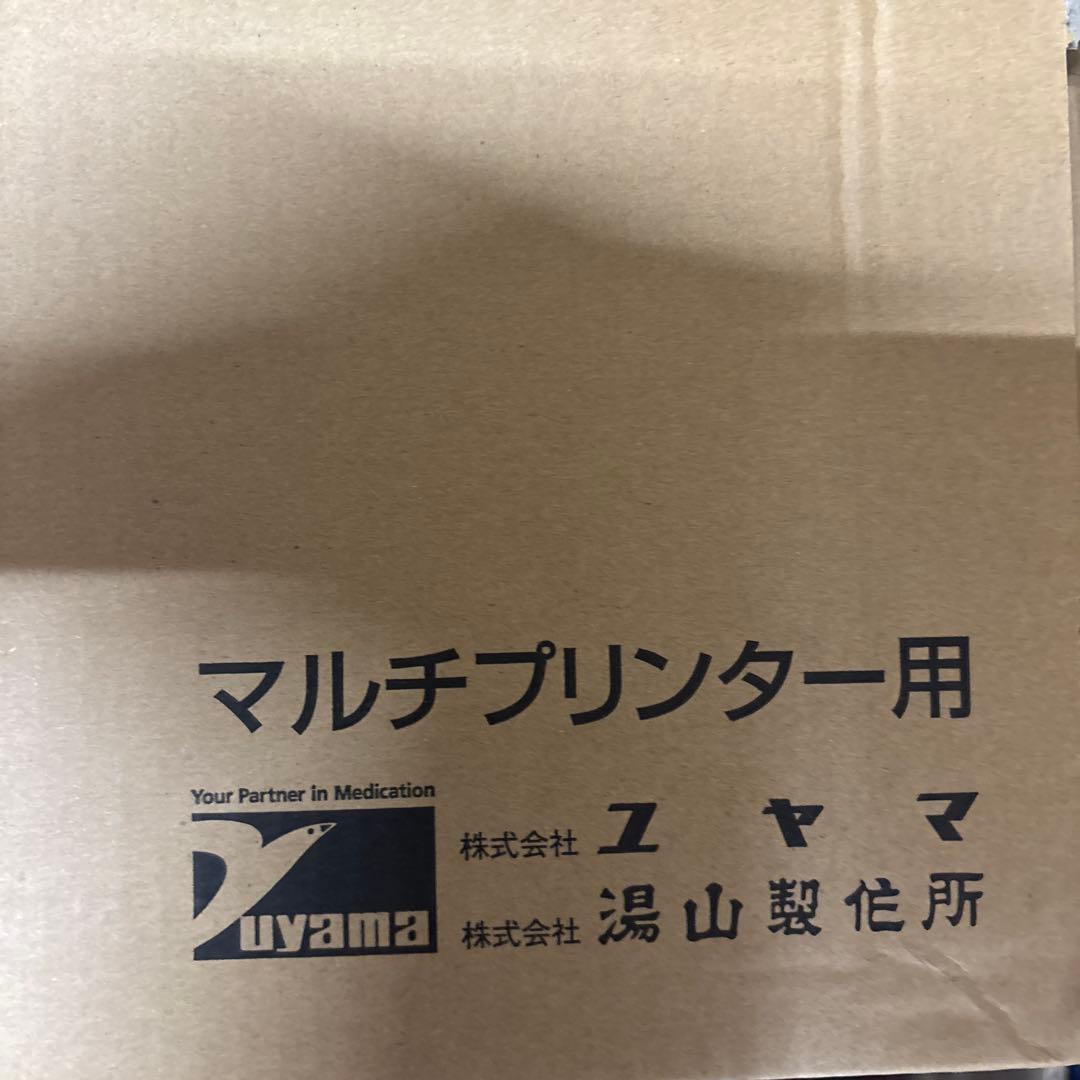 マルチプリンター用
Your Partner in Medication
yuyama
株式会社 ユヤマ
株式会社 湯山製作所